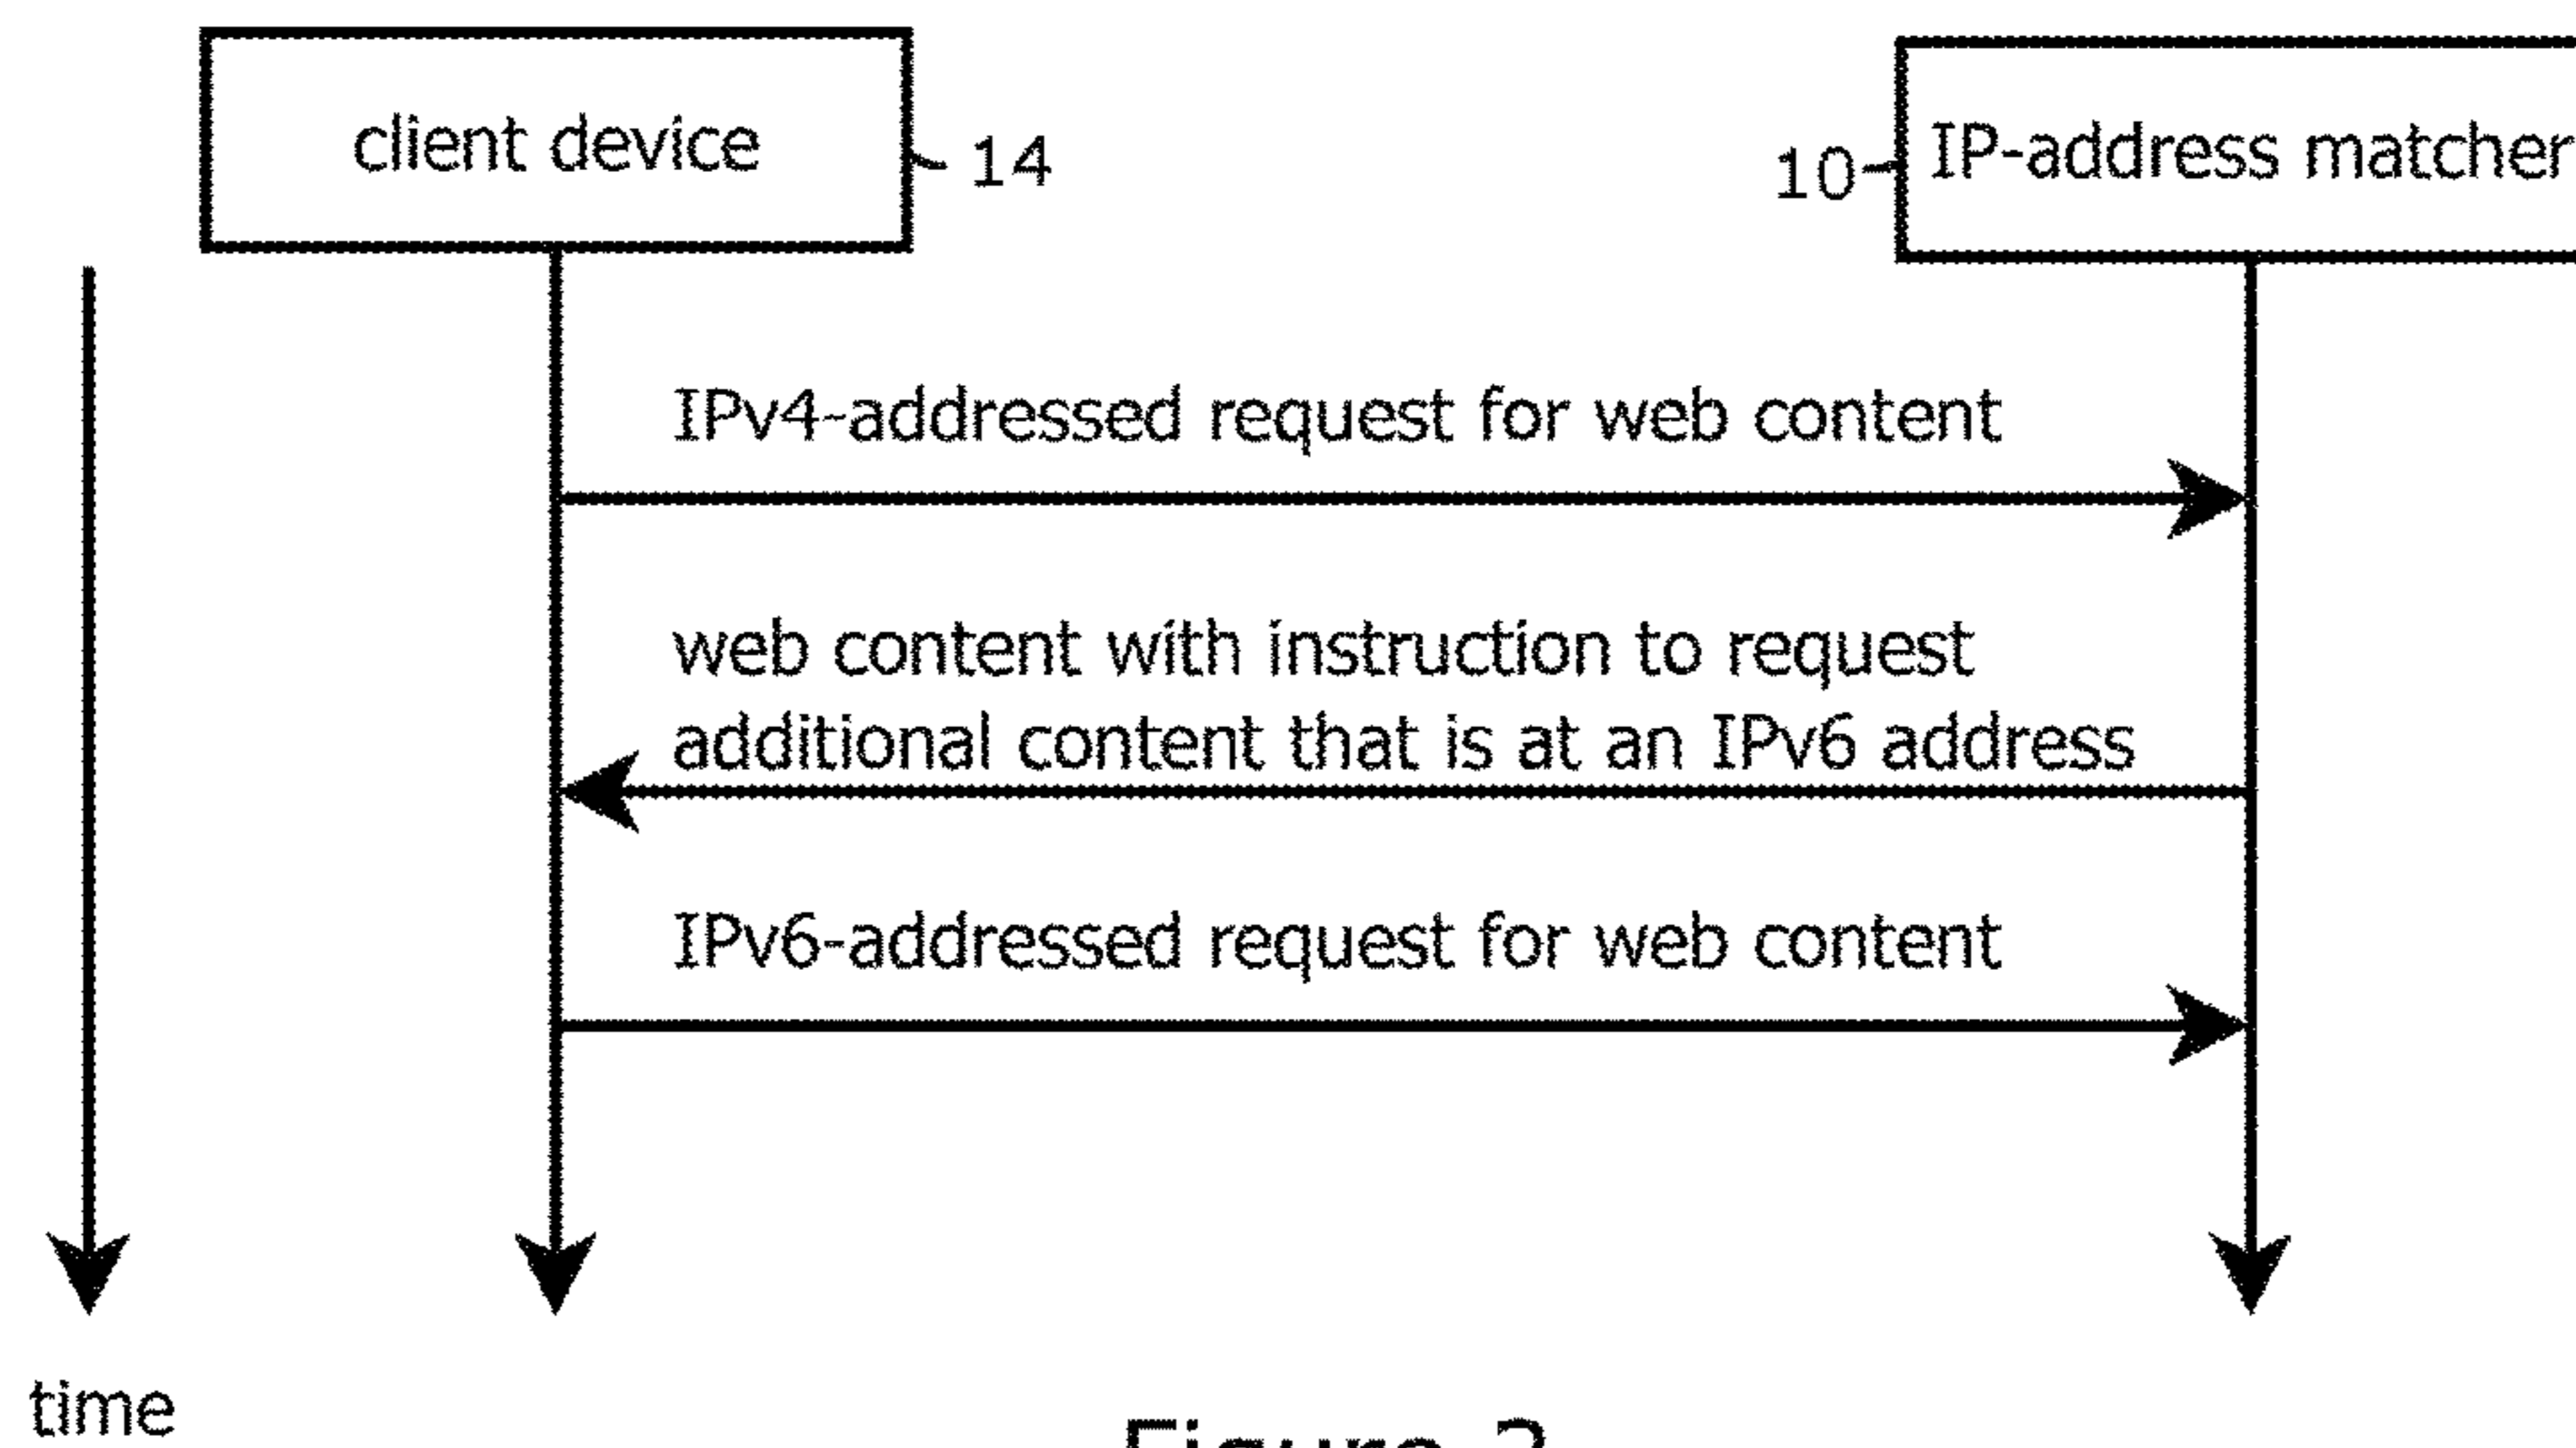 client device
14
10
IP-address matcher
IPv4-addressed request for web content
web content with instruction to request
additional content that is at an IPv6 address
IPv6-addressed request for web content
time
Figure